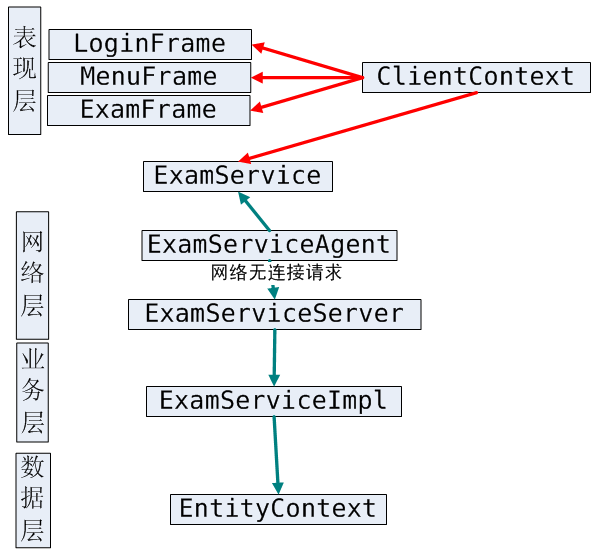 表现层
LoginFrame
MenuFrame
ExamFrame
ClientContext
ExamService
网络层
ExamServiceAgent
网络无连接请求
ExamServiceServer
业务层
ExamServiceImpl
数据层
EntityContext